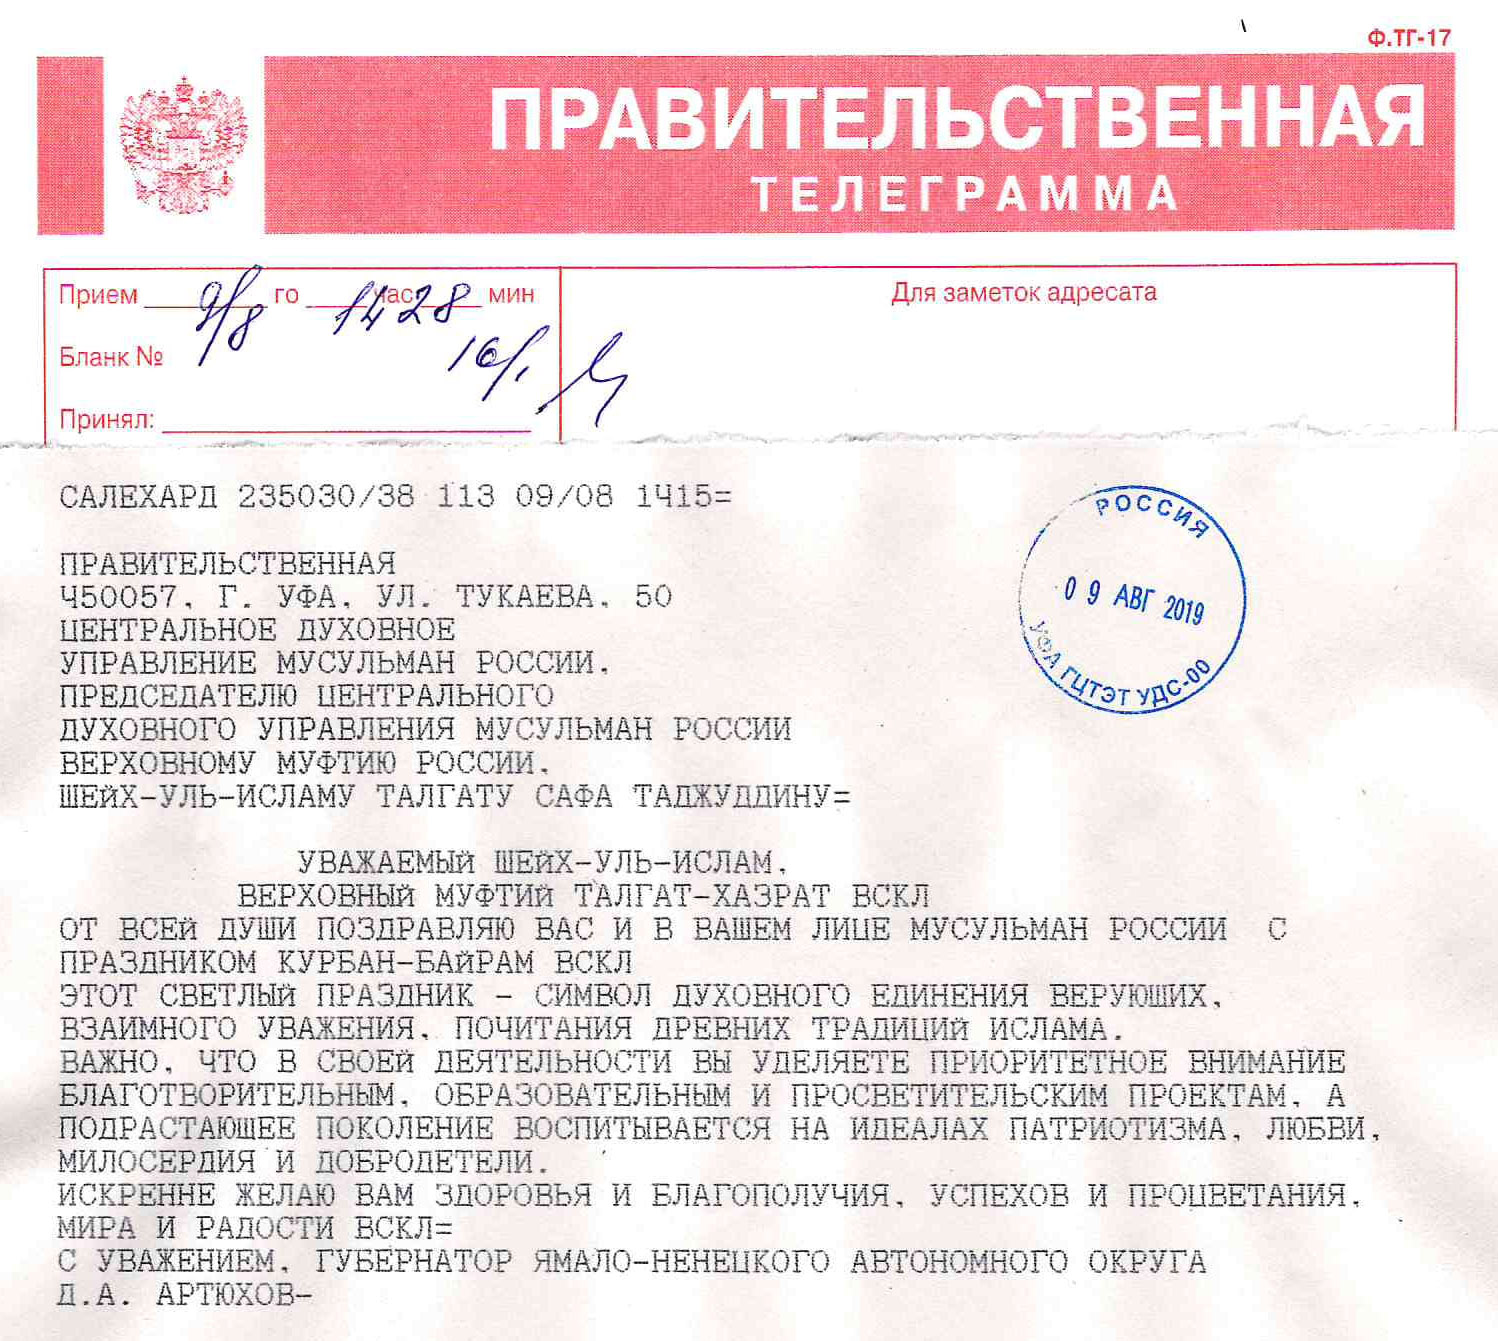 Ф.ТГ-17
ПРАВИТЕЛЬСТВЕННАЯ
ТЕЛЕГРАММА
Прием 9/8 го 14 час 28 мин
Для заметок адресата
Бланк №
Принял:
САЛЕХАРД 235030/38 113 09/08 1415=
РОССИЯ
09 АВГ 2019
УФА ГЦТЭТ УДС-00
ПРАВИТЕЛЬСТВЕННАЯ
450057, Г. УФА, УЛ. ТУКАЕВА, 50
ЦЕНТРАЛЬНОЕ ДУХОВНОЕ
УПРАВЛЕНИЕ МУСУЛЬМАН РОССИИ,
ПРЕДСЕДАТЕЛЮ ЦЕНТРАЛЬНОГО
ДУХОВНОГО УПРАВЛЕНИЯ МУСУЛЬМАН РОССИИ
ВЕРХОВНОМУ МУФТИЮ РОССИИ,
ШЕЙХ-УЛЬ-ИСЛАМУ ТАЛГАТУ САФА ТАДЖУДДИНУ=
УВАЖАЕМЫЙ ШЕЙХ-УЛЬ-ИСЛАМ,
ВЕРХОВНЫЙ МУФТИЙ ТАЛГАТ-ХАЗРАТ ВСКЛ
ОТ ВСЕЙ ДУШИ ПОЗДРАВЛЯЮ ВАС И В ВАШЕМ ЛИЦЕ МУСУЛЬМАН РОССИИ С
ПРАЗДНИКОМ КУРБАН-БАЙРАМ ВСКЛ
ЭТОТ СВЕТЛЫЙ ПРАЗДНИК - СИМВОЛ ДУХОВНОГО ЕДИНЕНИЯ ВЕРУЮЩИХ,
ВЗАИМНОГО УВАЖЕНИЯ, ПОЧИТАНИЯ ДРЕВНИХ ТРАДИЦИЙ ИСЛАМА.
ВАЖНО, ЧТО В СВОЕЙ ДЕЯТЕЛЬНОСТИ ВЫ УДЕЛЯЕТЕ ПРИОРИТЕТНОЕ ВНИМАНИЕ
БЛАГОТВОРИТЕЛЬНЫМ, ОБРАЗОВАТЕЛЬНЫМ И ПРОСВЕТИТЕЛЬСКИМ ПРОЕКТАМ, А
ПОДРАСТАЮЩЕЕ ПОКОЛЕНИЕ ВОСПИТЫВАЕТСЯ НА ИДЕАЛАХ ПАТРИОТИЗМА, ЛЮБВИ,
МИЛОСЕРДИЯ И ДОБРОДЕТЕЛИ.
ИСКРЕННЕ ЖЕЛАЮ ВАМ ЗДОРОВЬЯ И БЛАГОПОЛУЧИЯ, УСПЕХОВ И ПРОЦВЕТАНИЯ,
МИРА И РАДОСТИ ВСКЛ=
С УВАЖЕНИЕМ, ГУБЕРНАТОР ЯМАЛО-НЕНЕЦКОГО АВТОНОМНОГО ОКРУГА
Д.А. АРТЮХОВ-